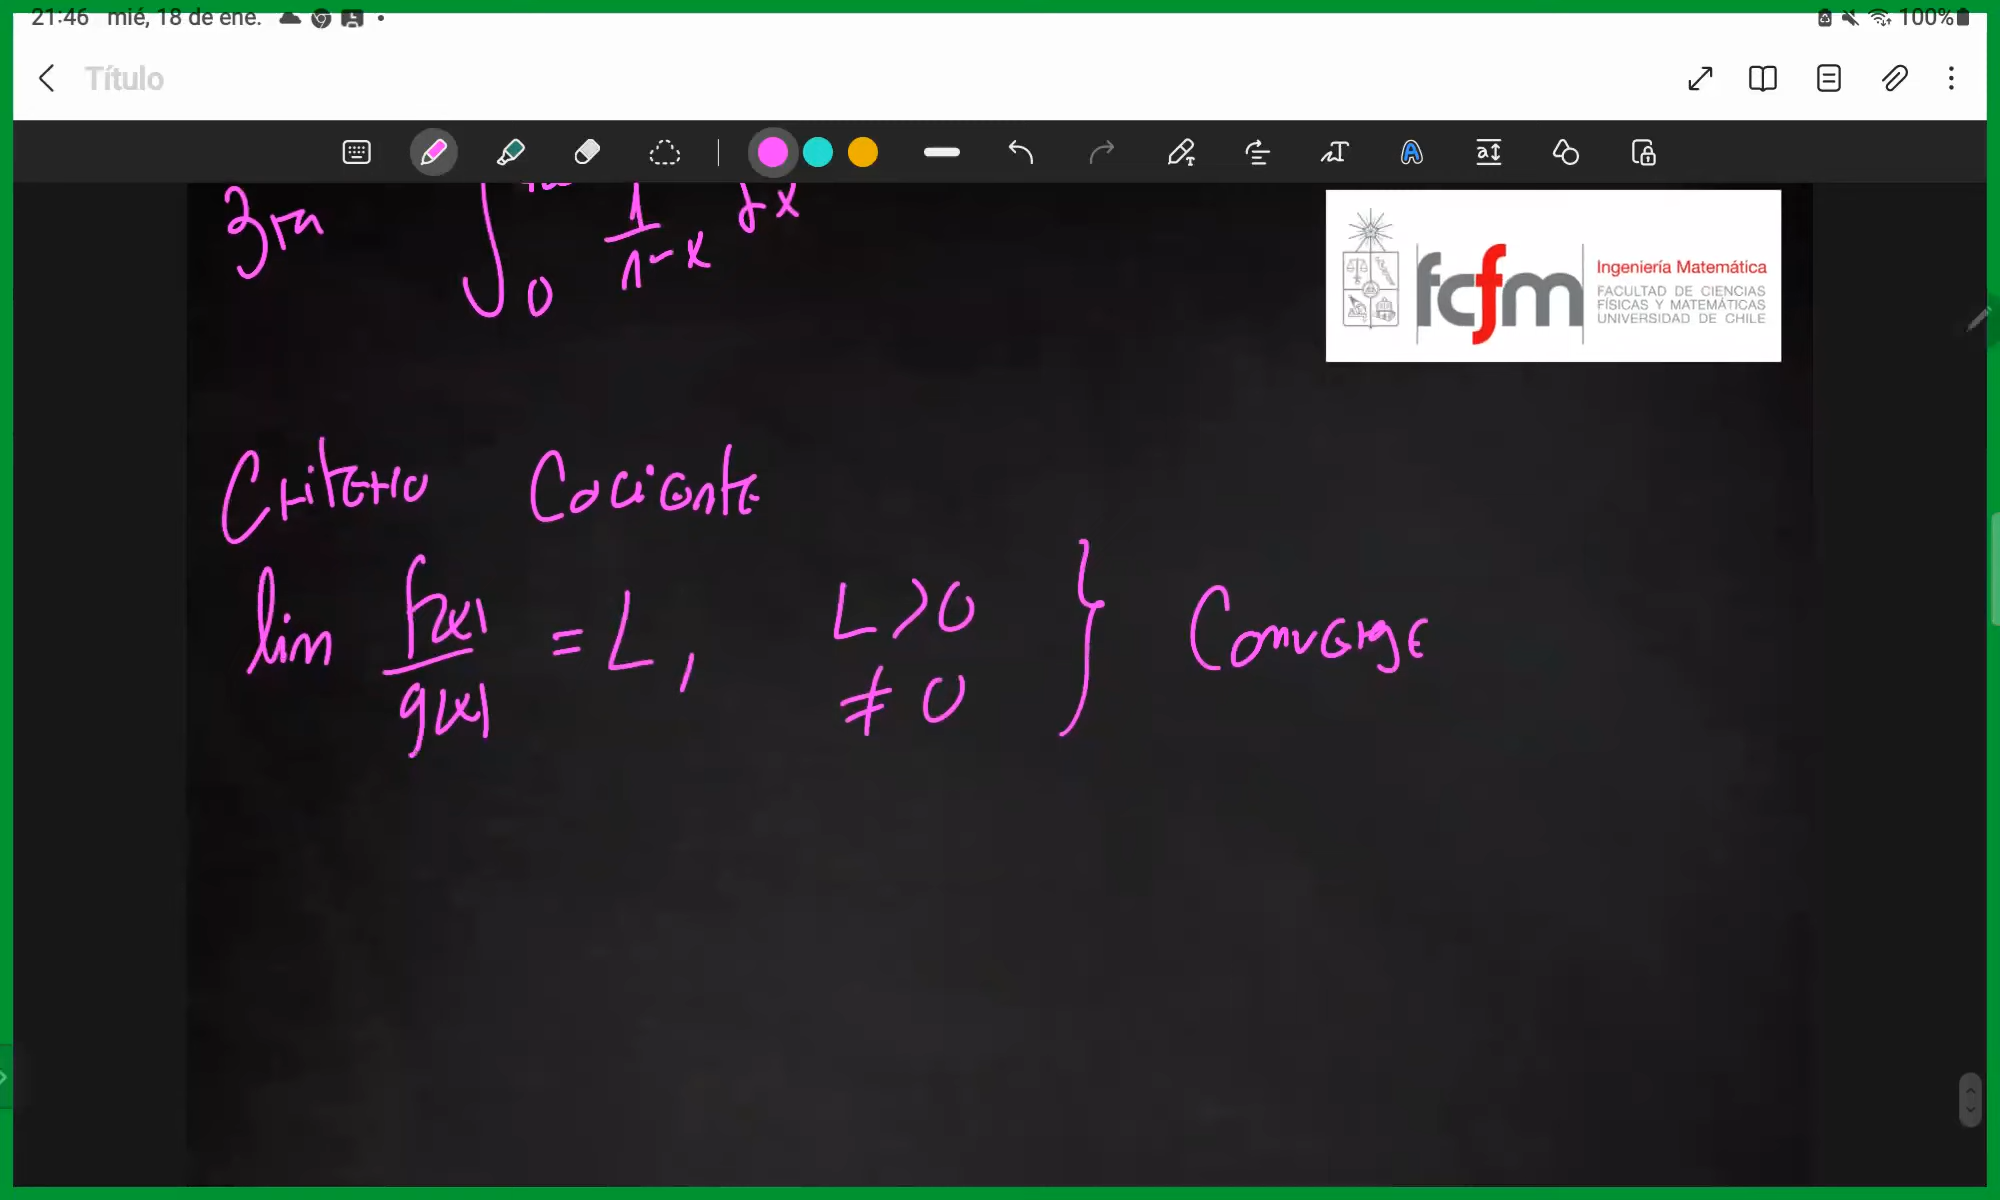 21:46 mié, 18 de ene. 100%
Título
3ra ∫ 0 1 / 1-x dx
fcfm Ingeniería Matemática
FACULTAD DE CIENCIAS
FÍSICAS Y MATEMÁTICAS
UNIVERSIDAD DE CHILE
Criterio Cociente
lim f(x) / g(x) = L, L > 0 } Converge
≠ 0